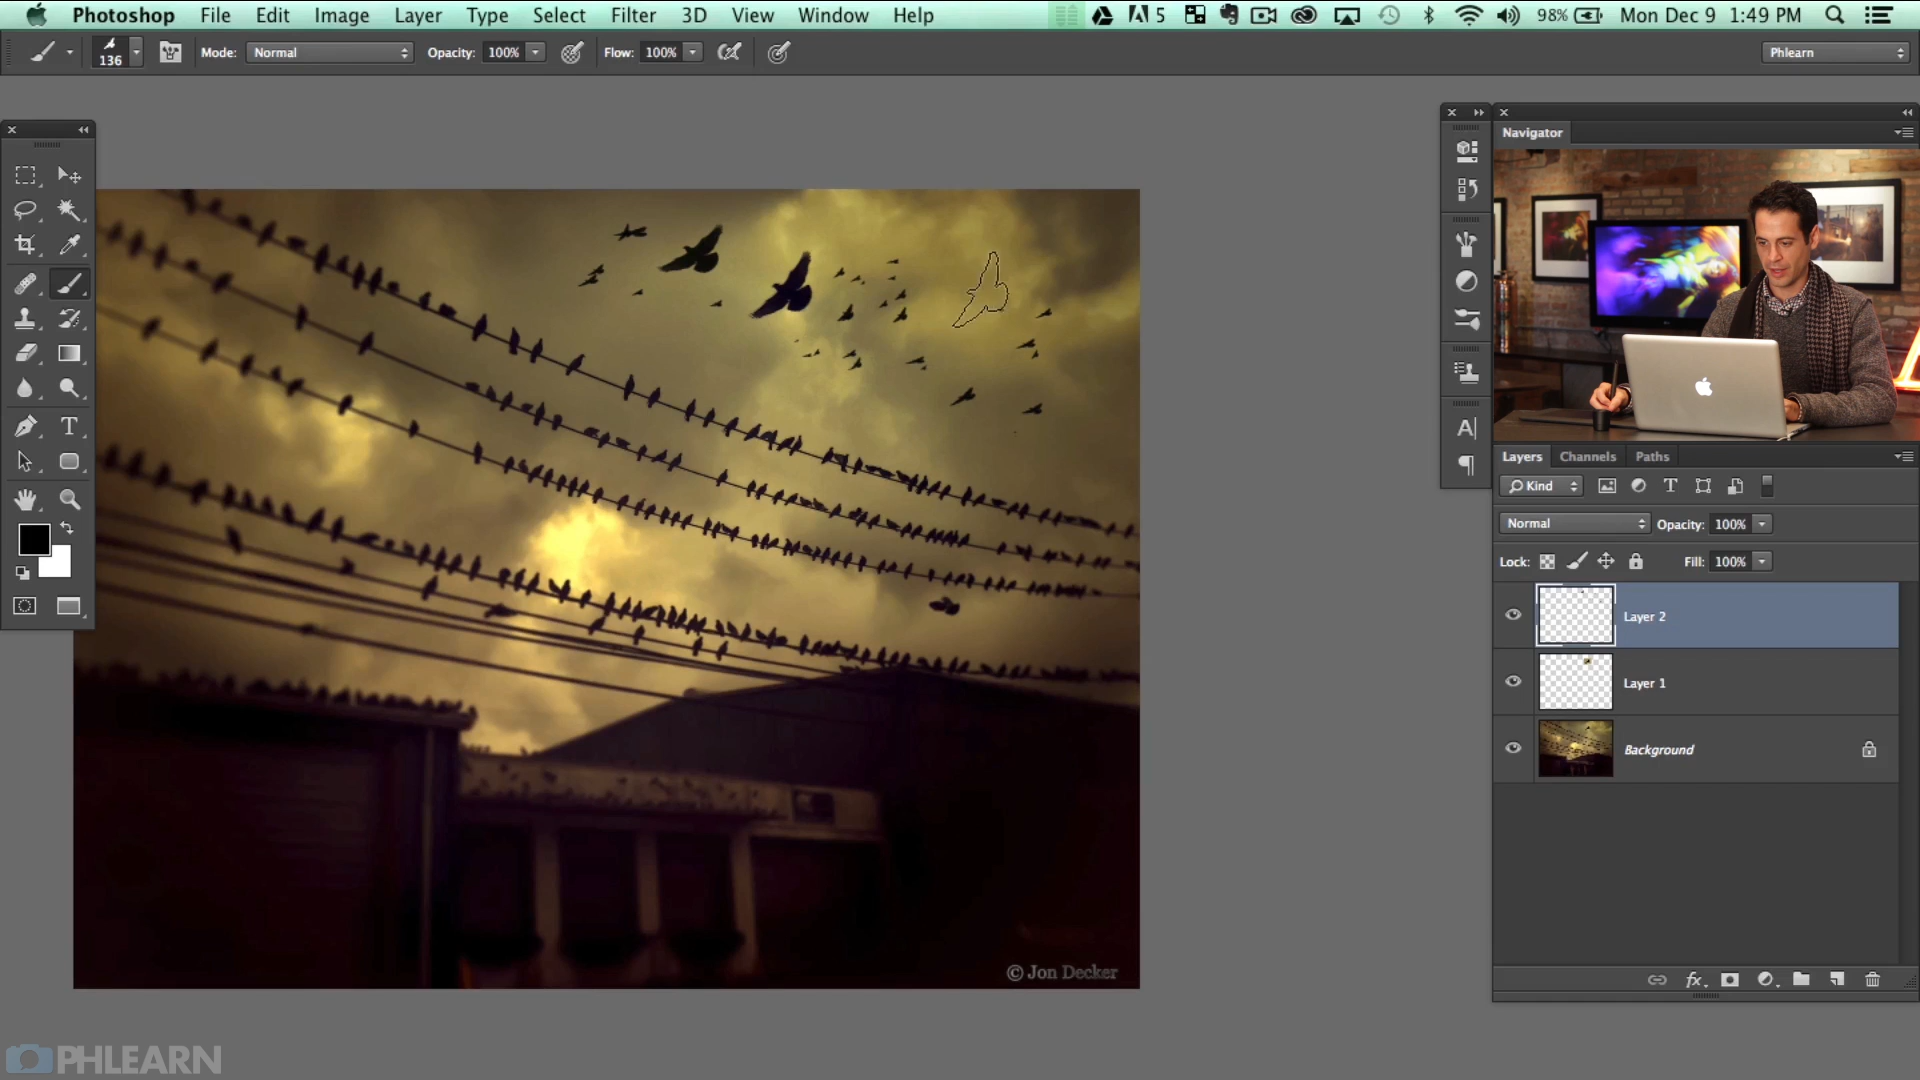 Photoshop File Edit Image Layer Type Select Filter 3D View Window Help 5 98% Mon Dec 9 1:49 PM
136 Mode: Normal Opacity: 100% Flow: 100% Phlearn
Navigator
Layers Channels Paths
Kind
Normal Opacity: 100%
Lock: Fill: 100%
Layer 2
Layer 1
Background
© Jon Decker
PHLEARN